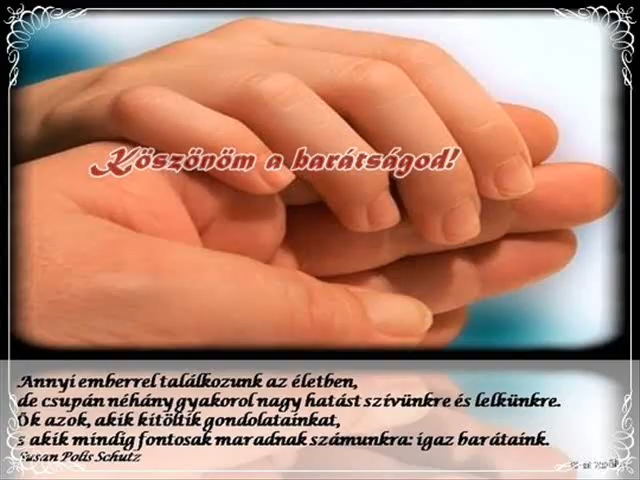 Köszönöm a barátságod!
Annyi emberrel találkozunk az életben,
de csupán néhány gyakorol nagy hatást szívünkre és lelkünkre.
Ők azok, akik kitöltik gondolatainkat,
s akik mindig fontosak maradnak számunkra: igaz barátaink.
Susan Polis Schutz